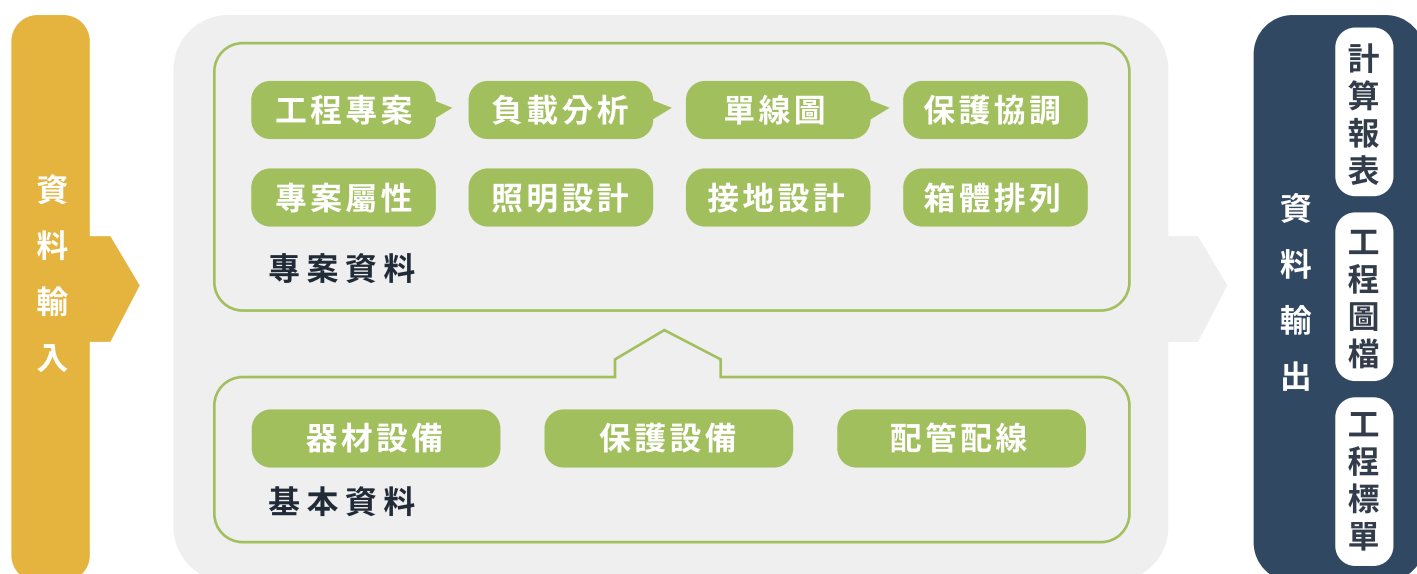 資料輸入
工程專案
負載分析
單線圖
保護協調
專案屬性
照明設計
接地設計
箱體排列
專案資料
器材設備
保護設備
配管配線
基本資料
資料輸出
計算報表
工程圖檔
工程標單